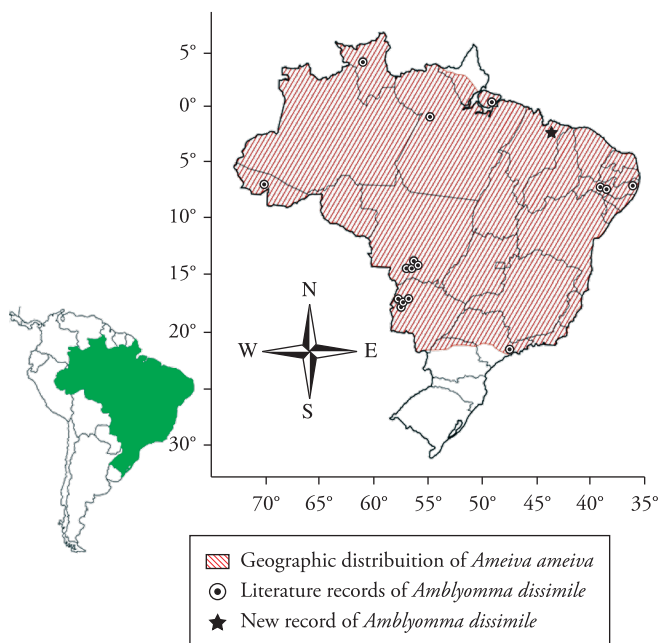 5°
0°
5°
10°
15°
20°
30°
N
W E
S
70° 65° 60° 55° 50° 45° 40° 35°
Geographic distribuition of Ameiva ameiva
Literature records of Amblyomma dissimile
New record of Amblyomma dissimile